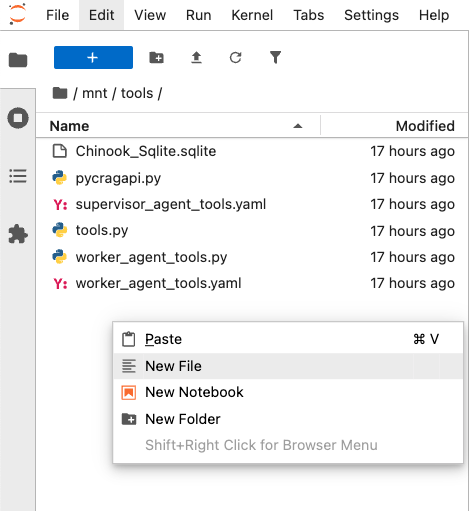 File Edit View Run Kernel Tabs Settings Help
+
/ mnt / tools /
Name Modified
Chinook_Sqlite.sqlite 17 hours ago
pycragapi.py 17 hours ago
Y: supervisor_agent_tools.yaml 17 hours ago
tools.py 17 hours ago
worker_agent_tools.py 17 hours ago
Y: worker_agent_tools.yaml 17 hours ago
Paste ⌘ V
New File
New Notebook
New Folder
Shift+Right Click for Browser Menu